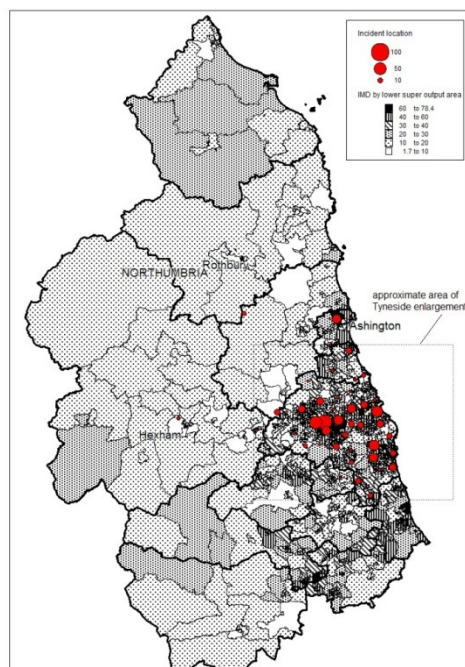 Incident location
100
50
10
IMD by lower super output area
60 to 78.4
40 to 60
30 to 40
20 to 30
10 to 20
1.7 to 10
Rothbury
NORTHUMBRIA
approximate area of
Tyneside enlargement
Ashington
Hexham